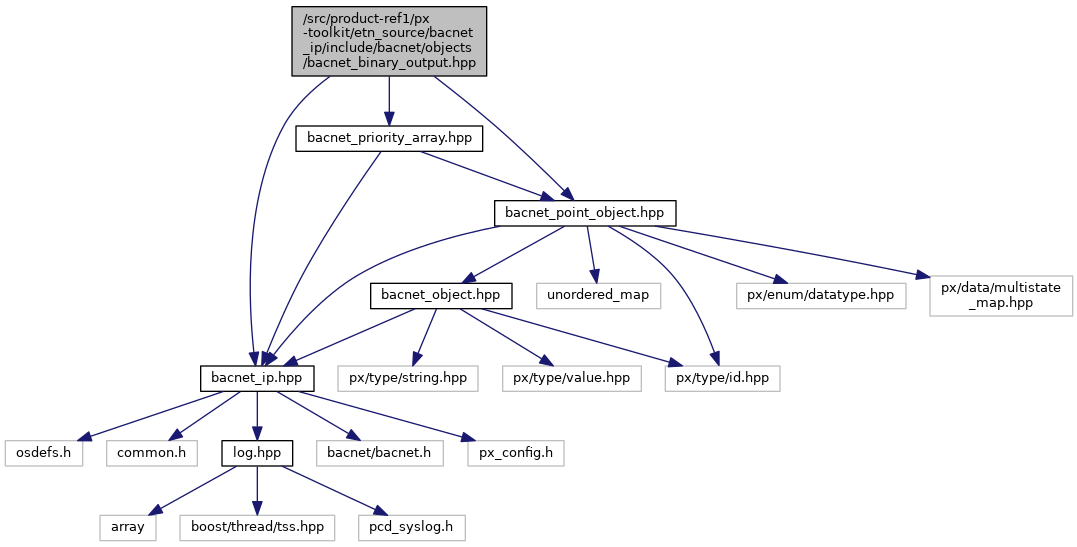 /src/product-ref1/px
-toolkit/etn_source/bacnet
_ip/include/bacnet/objects
/bacnet_binary_output.hpp
bacnet_priority_array.hpp
bacnet_point_object.hpp
bacnet_object.hpp
unordered_map
px/enum/datatype.hpp
px/data/multistate
_map.hpp
bacnet_ip.hpp
px/type/string.hpp
px/type/value.hpp
px/type/id.hpp
osdefs.h
common.h
log.hpp
bacnet/bacnet.h
px_config.h
array
boost/thread/tss.hpp
pcd_syslog.h